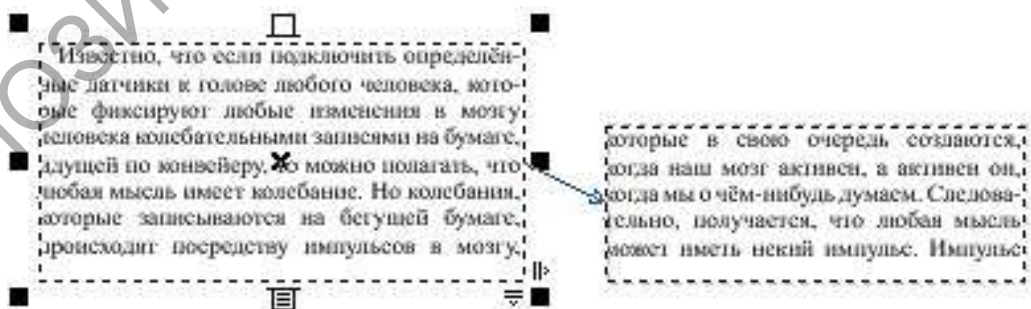 Известно, что если подключить определён-
ные датчики к голове любого человека, кото-
рые фиксируют любые изменения в мозгу
человека колебательными записями на бумаге,
идущей по конвейеру, то можно полагать, что
любая мысль имеет колебание. Но колебания,
которые записываются на бегущей бумаге,
происходят посредству импульсов в мозгу,
которые в свою очередь создаются,
когда наш мозг активен, а активен он,
когда мы о чём-нибудь думаем. Следова-
тельно, получается, что любая мысль
может иметь некий импульс. Импульс